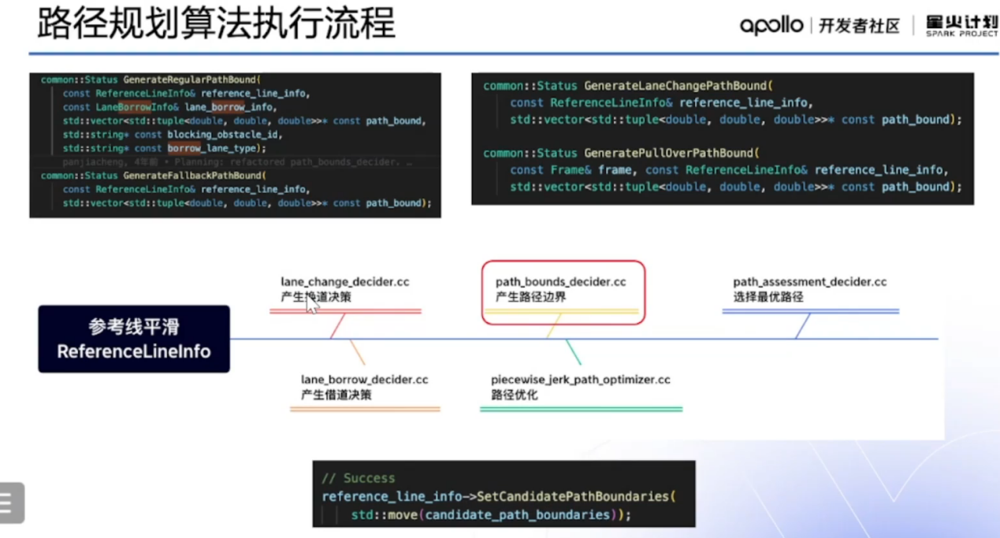 路径规划算法执行流程
apollo | 开发者社区 | 星火计划
SPARK PROJECT
common::Status GenerateRegularPathBound(
const ReferenceLineInfo& reference_line_info,
const LaneBorrowInfo& lane_borrow_info,
std::vector<std::tuple<double, double, double>>* const path_bound,
std::string* const blocking_obstacle_id,
std::string* const borrow_lane_type);
panjiacheng, 4年前 • Planning: refactored path_bounds_decider. …
common::Status GenerateFallbackPathBound(
const ReferenceLineInfo& reference_line_info,
std::vector<std::tuple<double, double, double>>* const path_bound);
common::Status GenerateLaneChangePathBound(
const ReferenceLineInfo& reference_line_info,
std::vector<std::tuple<double, double, double>>* const path_bound);
common::Status GeneratePullOverPathBound(
const Frame& frame, const ReferenceLineInfo& reference_line_info,
std::vector<std::tuple<double, double, double>>* const path_bound);
lane_change_decider.cc
产生换道决策
path_bounds_decider.cc
产生路径边界
path_assessment_decider.cc
选择最优路径
参考线平滑
ReferenceLineInfo
lane_borrow_decider.cc
产生借道决策
piecewise_jerk_path_optimizer.cc
路径优化
// Success
reference_line_info->SetCandidatePathBoundaries(
std::move(candidate_path_boundaries));